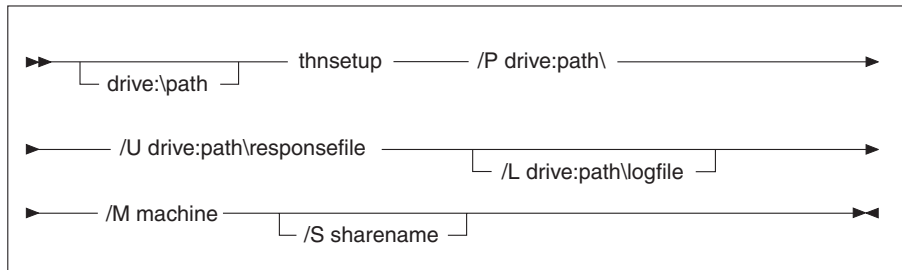 thnsetup /P drive:path\
drive:\path
/U drive:path\responsefile
/L drive:path\logfile
/M machine
/S sharename